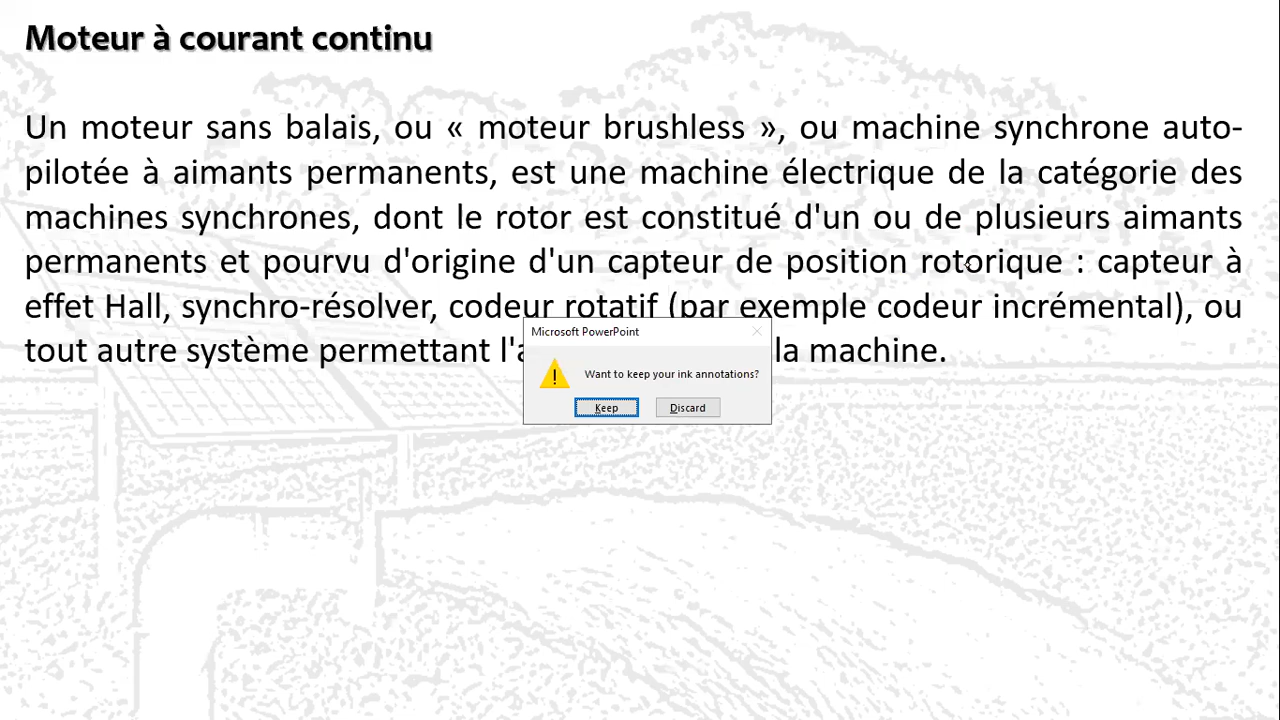 Moteur à courant continu
Un moteur sans balais, ou « moteur brushless », ou machine synchrone auto-
pilotée à aimants permanents, est une machine électrique de la catégorie des
machines synchrones, dont le rotor est constitué d'un ou de plusieurs aimants
permanents et pourvu d'origine d'un capteur de position rotorique : capteur à
effet Hall, synchro-résolver, codeur rotatif (par exemple codeur incrémental), ou
tout autre système permettant la machine.
Microsoft PowerPoint
Want to keep your ink annotations?
Keep Discard